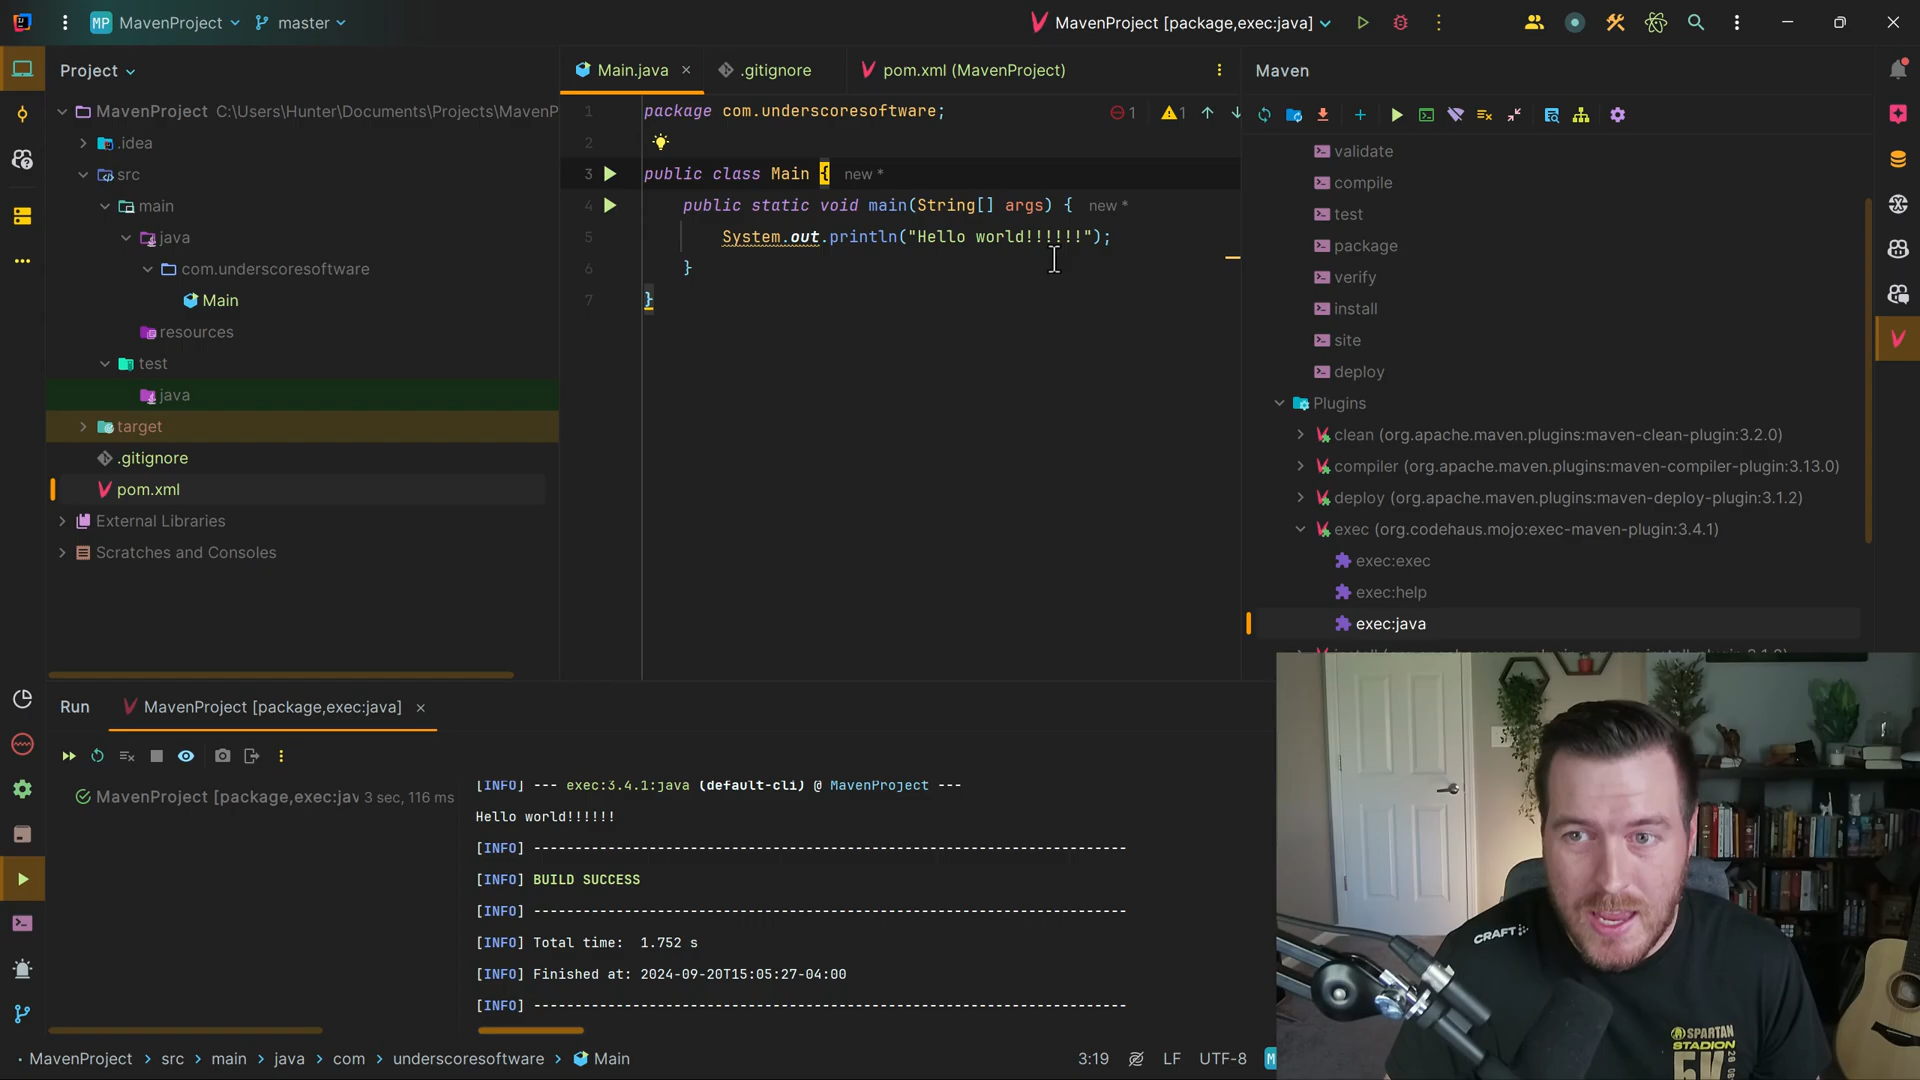 MP MavenProject
master
MavenProject [package,exec:java]
Project
MavenProject C:\Users\Hunter\Documents\Projects\MavenP
.idea
src
main
java
com.underscoresoftware
Main
resources
test
java
target
.gitignore
pom.xml
External Libraries
Scratches and Consoles
Main.java
.gitignore
pom.xml (MavenProject)
1 package com.underscoresoftware;
1
1
2
3 public class Main { new *
4 public static void main(String[] args) { new *
5 System.out.println("Hello world!!!!!!");
6 }
7 }
Maven
validate
compile
test
package
verify
install
site
deploy
Plugins
clean (org.apache.maven.plugins:maven-clean-plugin:3.2.0)
compiler (org.apache.maven.plugins:maven-compiler-plugin:3.13.0)
deploy (org.apache.maven.plugins:maven-deploy-plugin:3.1.2)
exec (org.codehaus.mojo:exec-maven-plugin:3.4.1)
exec:exec
exec:help
exec:java
Run
MavenProject [package,exec:java]
MavenProject [package,exec:jav 3 sec, 116 ms
[INFO] --- exec:3.4.1:java (default-cli) @ MavenProject ---
Hello world!!!!!!
[INFO] ------------------------------------------------------------------------
[INFO] BUILD SUCCESS
[INFO] ------------------------------------------------------------------------
[INFO] Total time:  1.752 s
[INFO] Finished at: 2024-09-20T15:05:27-04:00
[INFO] ------------------------------------------------------------------------
MavenProject > src > main > java > com > underscoresoftware > Main
3:19
LF
UTF-8
CRAFT
SPARTAN
STADION
5K